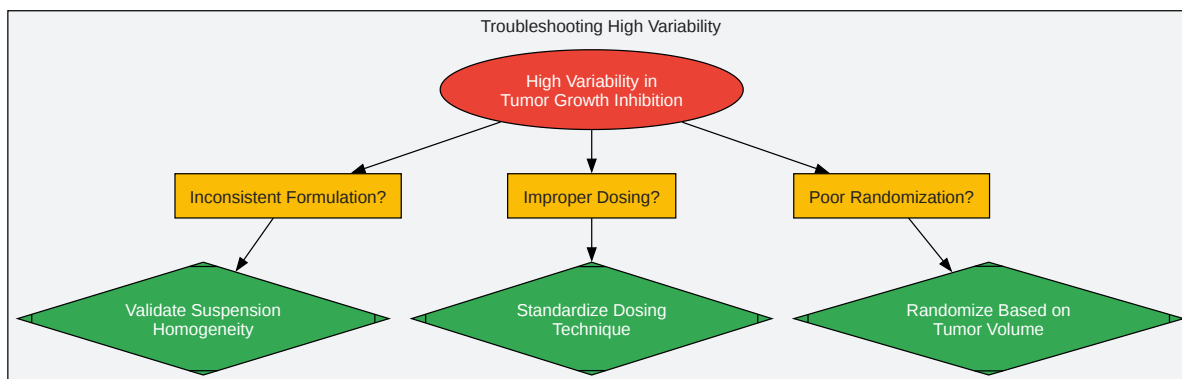 Troubleshooting High Variability
High Variability in
Tumor Growth Inhibition
Inconsistent Formulation?
Improper Dosing?
Poor Randomization?
Validate Suspension
Homogeneity
Standardize Dosing
Technique
Randomize Based on
Tumor Volume